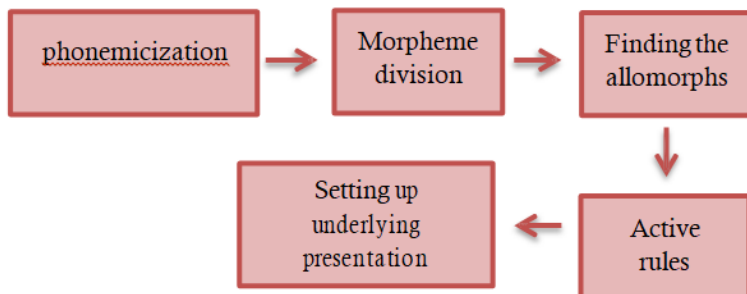 phonemicization
Morpheme
division
Finding the
allomorphs
Active
rules
Setting up
underlying
presentation